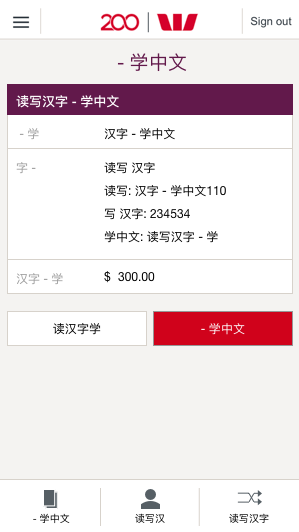 200
Sign out
- 学中文
读写汉字 - 学中文
- 学
汉字 - 学中文
字 -
读写 汉字
读写: 汉字 - 学中文110
写 汉字: 234534
学中文: 读写汉字 - 学
汉字 - 学
$ 300.00
读汉字学
- 学中文
- 学中文
读写汉
读写汉字